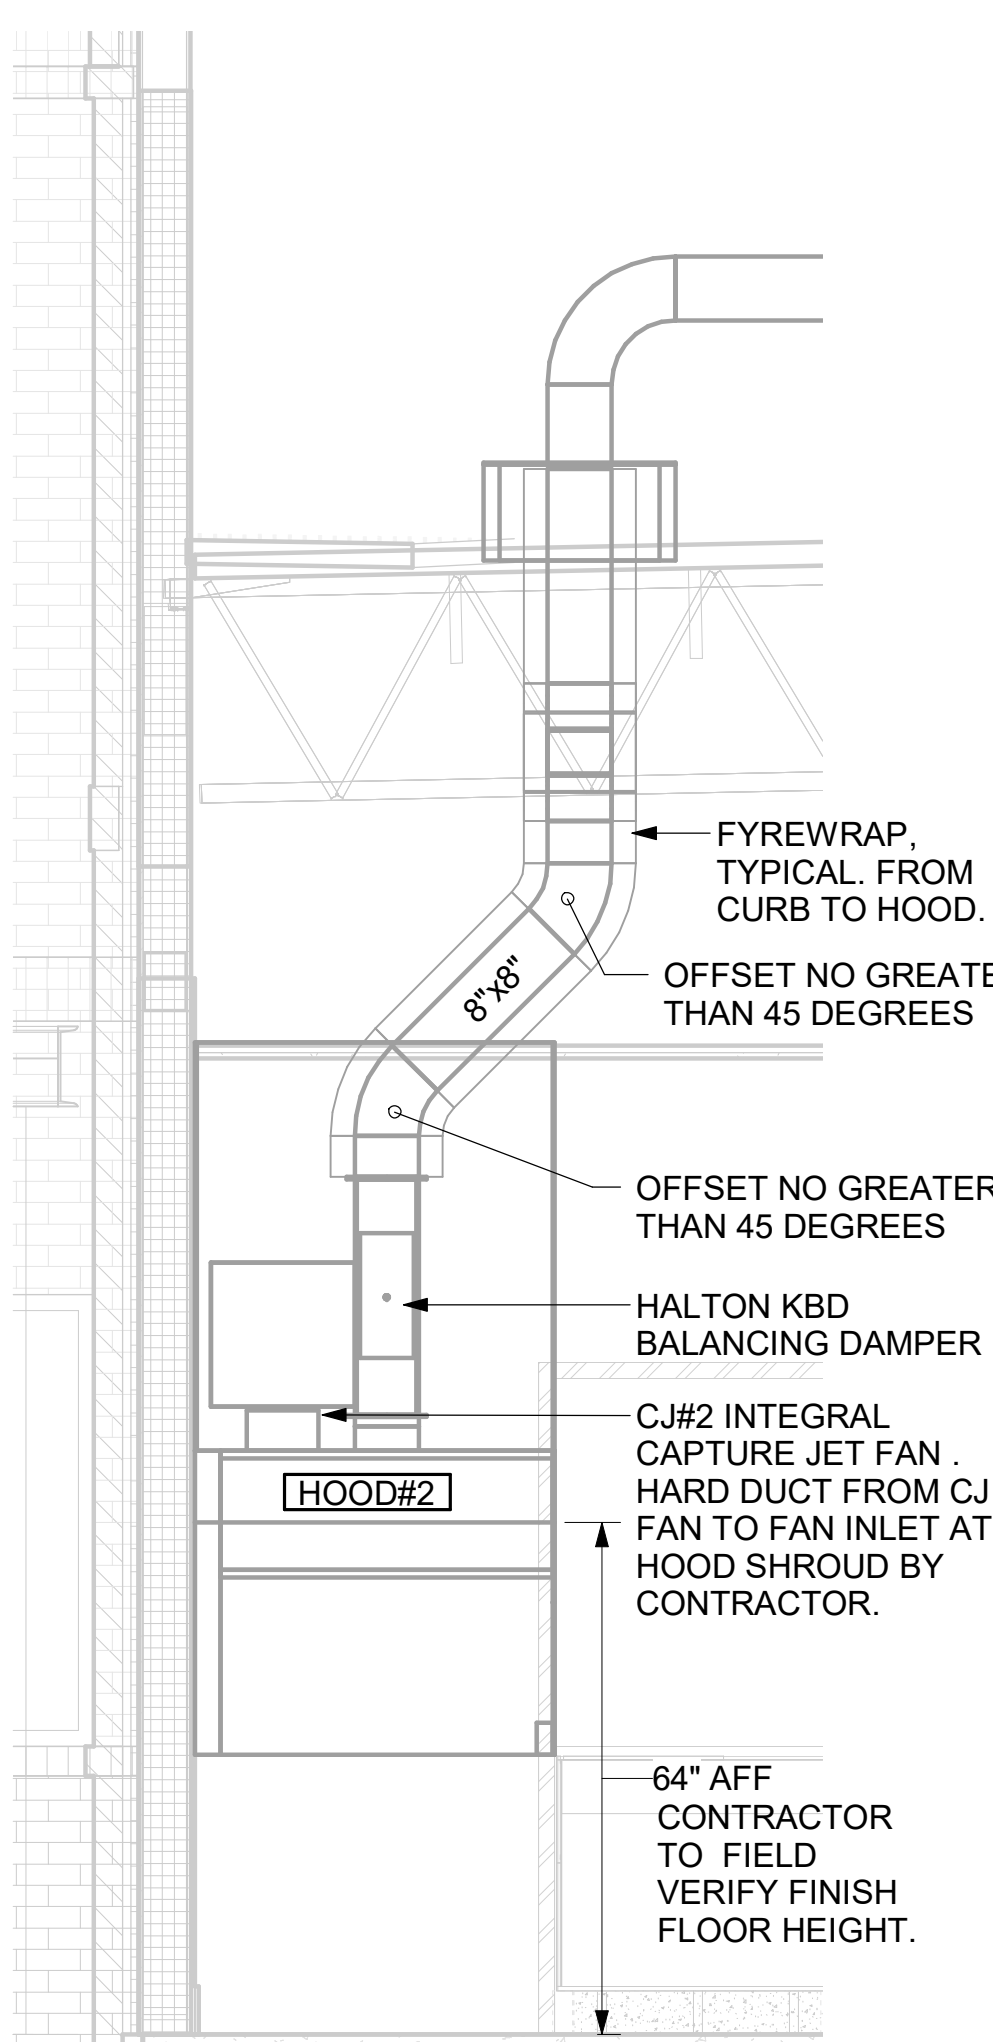 FYREWRAP,
TYPICAL. FROM
CURB TO HOOD.
OFFSET NO GREATE
THAN 45 DEGREES
8"x8"
OFFSET NO GREATER
THAN 45 DEGREES
HALTON KBD
BALANCING DAMPER
CJ#2 INTEGRAL
CAPTURE JET FAN .
HARD DUCT FROM CJ
FAN TO FAN INLET AT
HOOD SHROUD BY
CONTRACTOR.
HOOD#2
64" AFF
CONTRACTOR
TO FIELD
VERIFY FINISH
FLOOR HEIGHT.